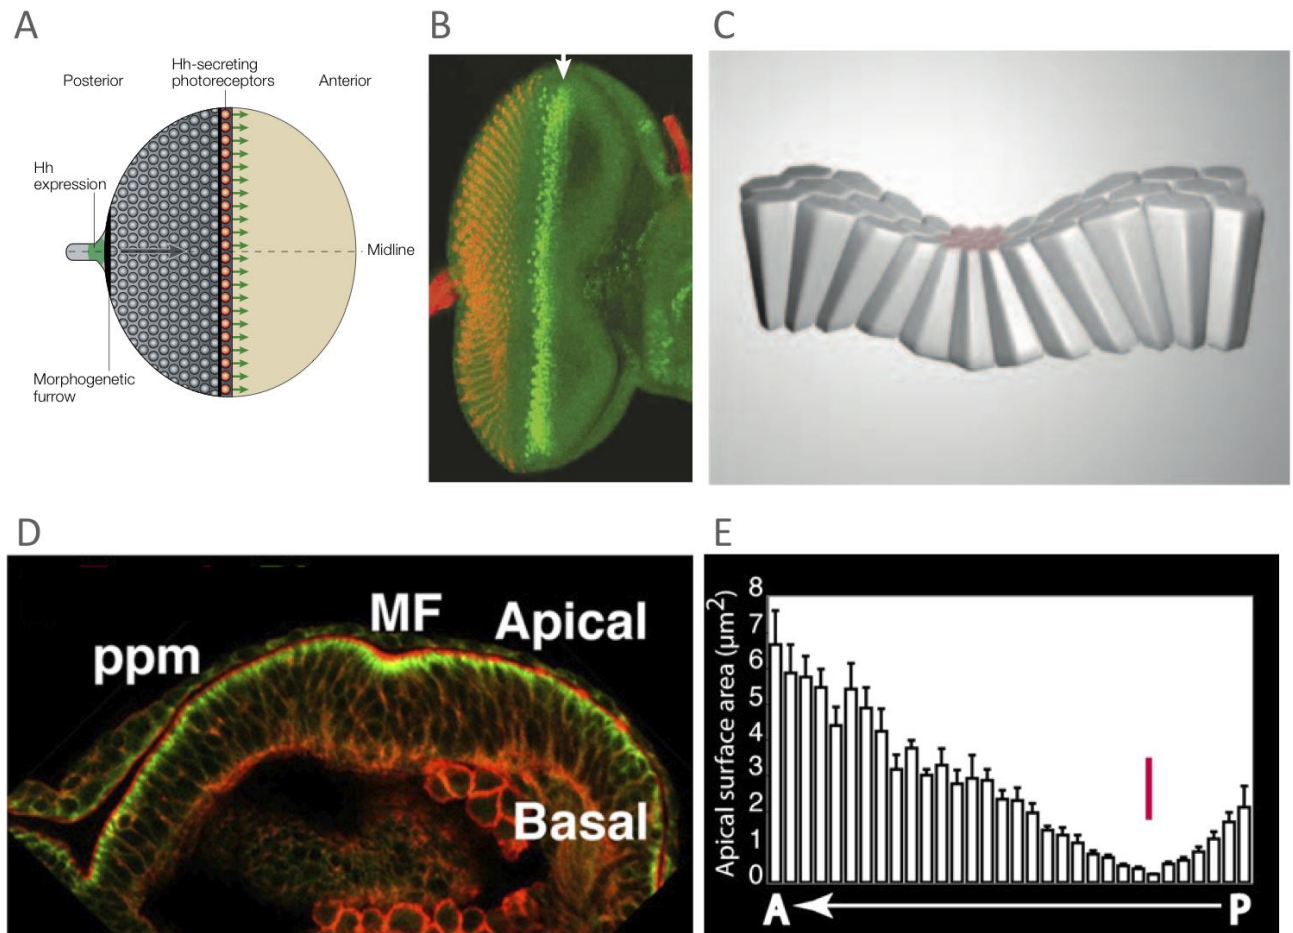 A
B
C
Posterior
Hh-secreting
photoreceptors
Anterior
Hh
expression
Midline
Morphogenetic
furrow
D
E
ppm
MF
Apical
Basal
Apical surface area (μm²)
8
7
6
5
4
3
2
1
0
A
P